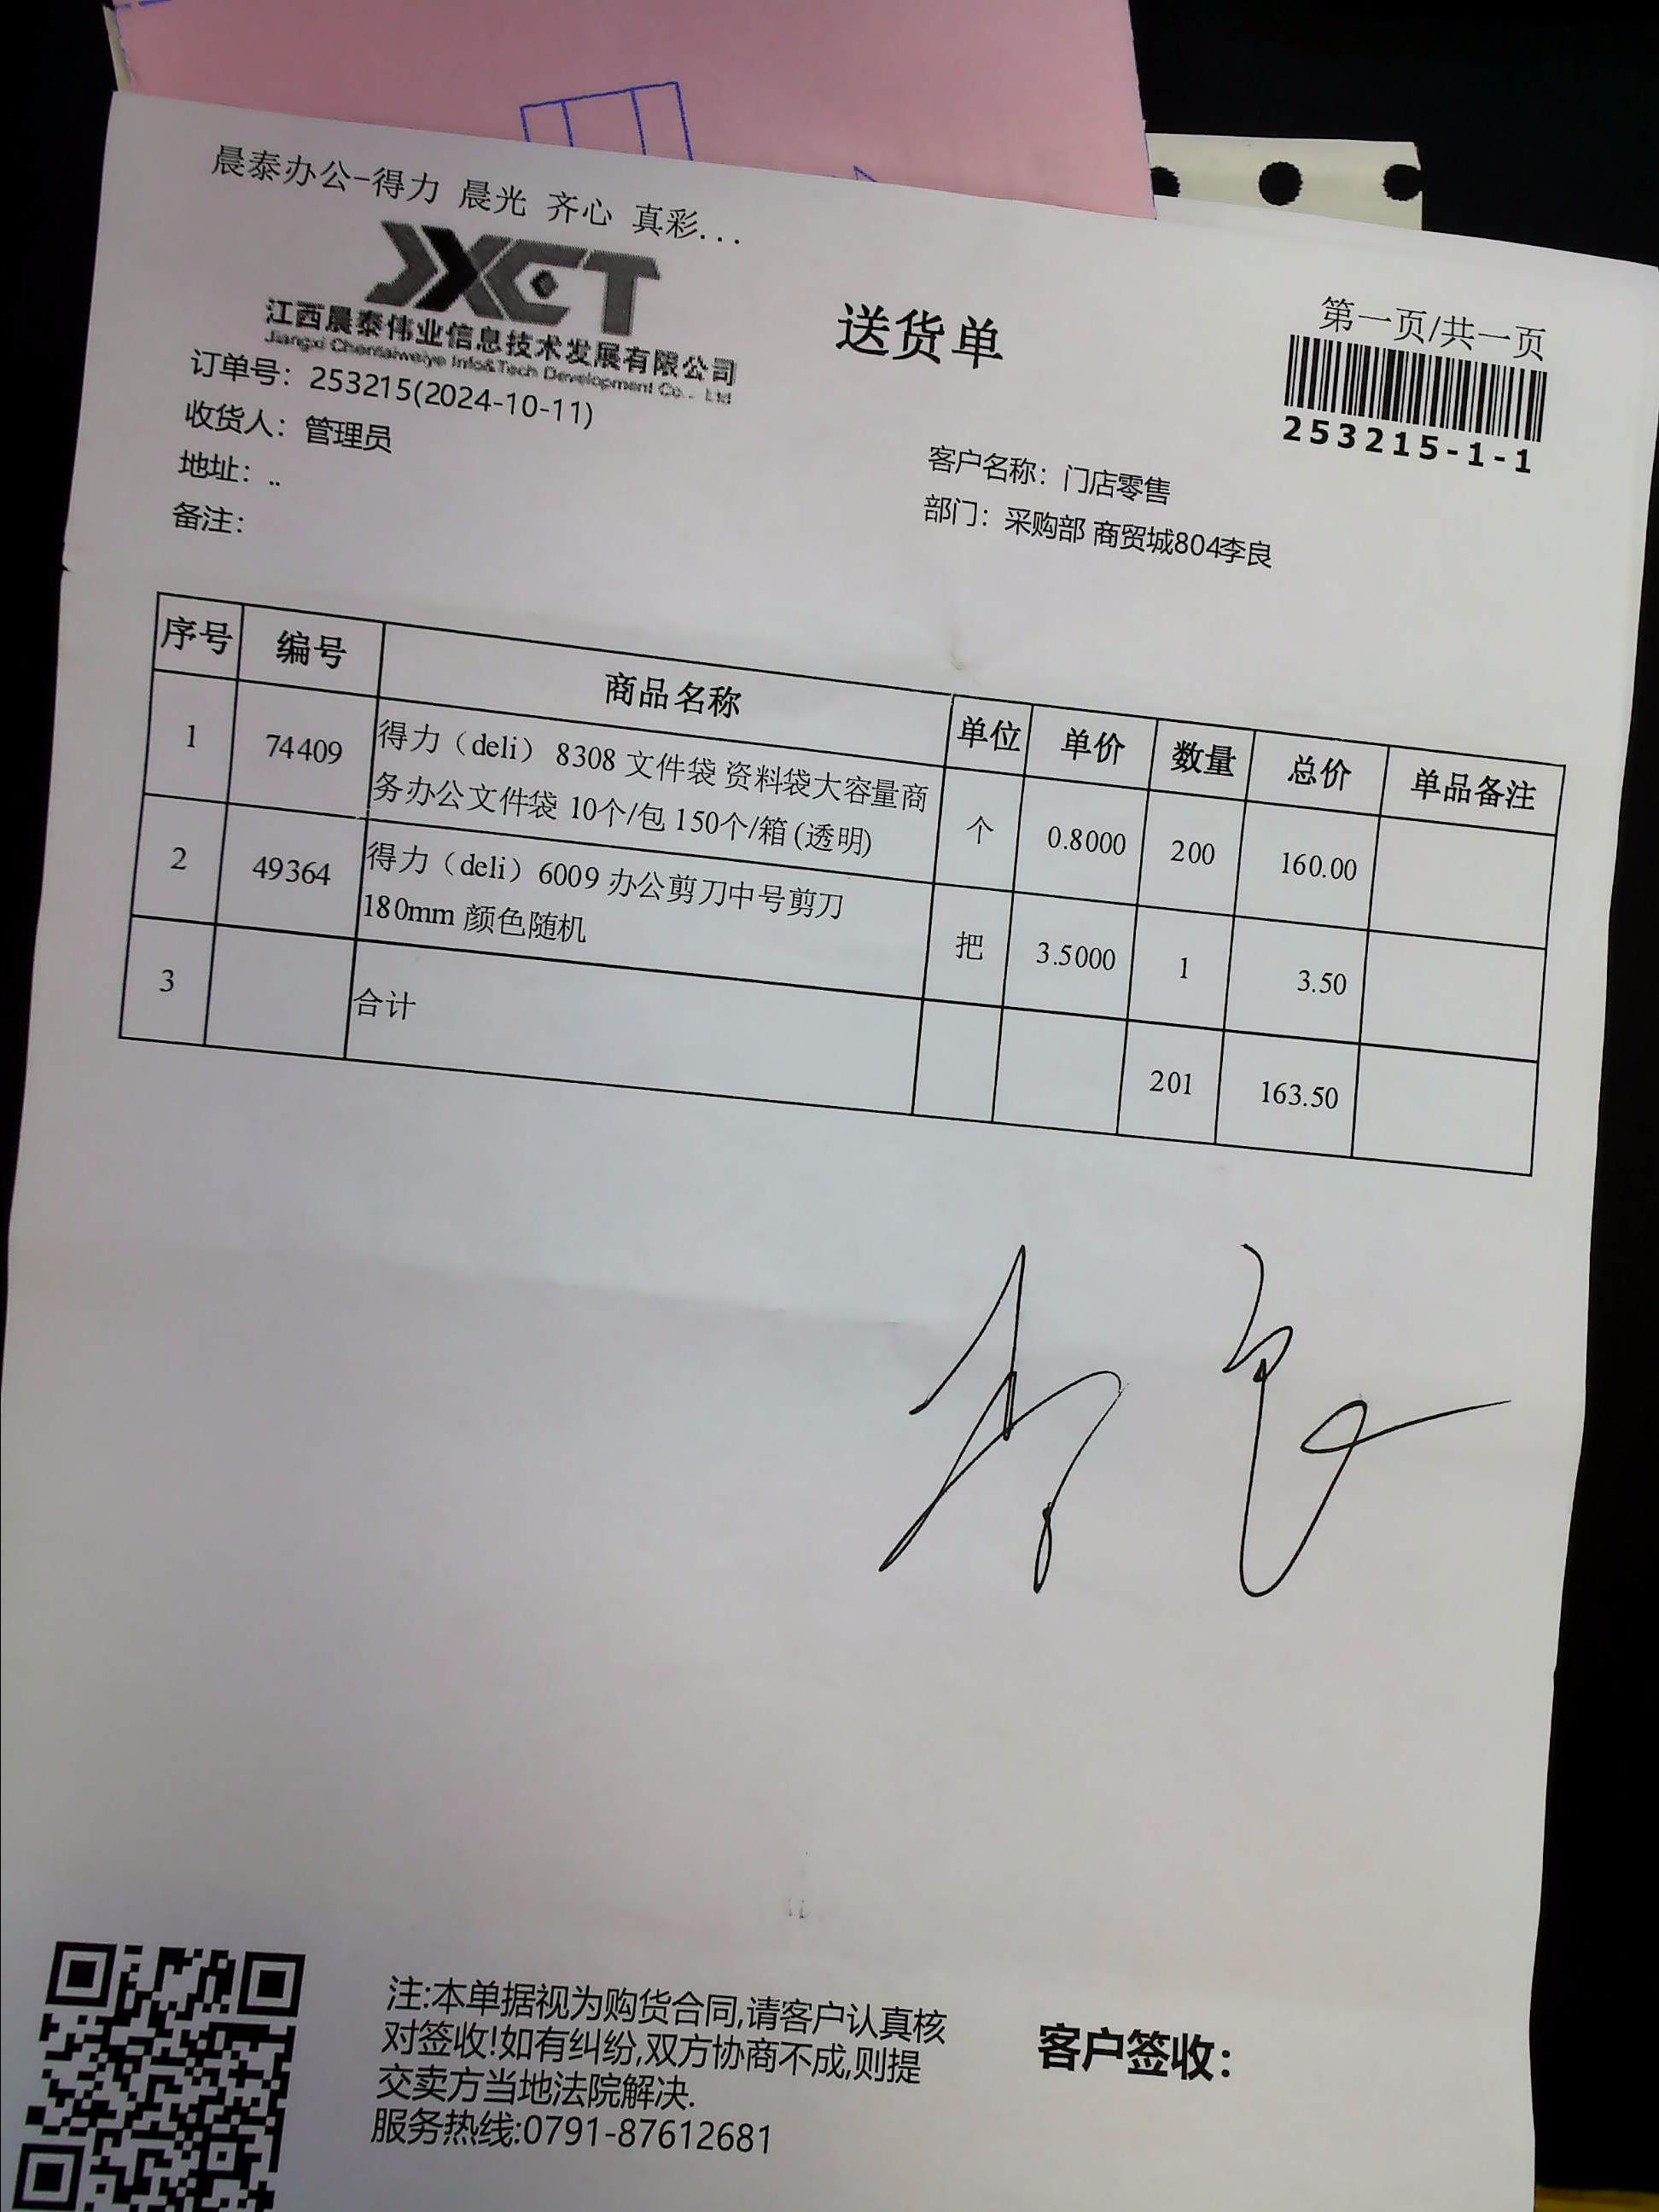 晨泰办公-得力 晨光 齐心 真彩...
JXCT
江西晨泰伟业信息技术发展有限公司
Jiangxi Chentaiweiye Info&Tech Development Co., Ltd
送货单
第一页/共一页
253215-1-1
订单号: 253215(2024-10-11)
收货人: 管理员
地址: ..
备注:
客户名称: 门店零售
部门: 采购部 商贸城804李良
序号 编号 商品名称 单位 单价 数量 总价 单品备注
1 74409 得力（deli） 8308 文件袋 资料袋大容量商 个 0.8000 200 160.00
务办公文件袋 10个/包 150个/箱 (透明)
2 49364 得力（deli）6009 办公剪刀中号剪刀 把 3.5000 1 3.50
180mm 颜色随机
3 合计 201 163.50
注:本单据视为购货合同,请客户认真核
对签收!如有纠纷,双方协商不成,则提
交卖方当地法院解决.
服务热线:0791-87612681
客户签收: